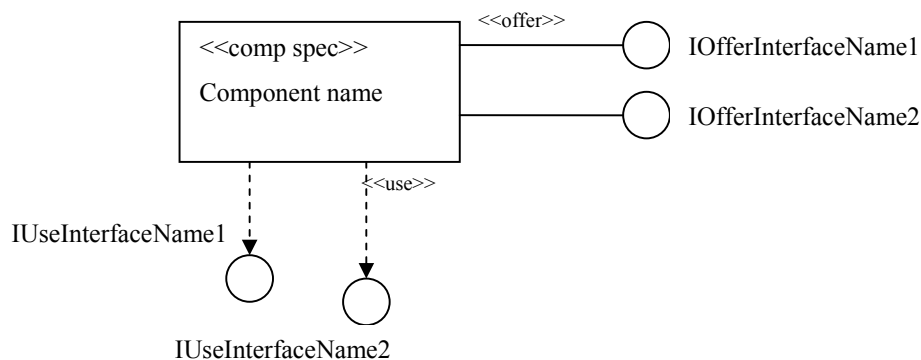 <<offer>>
<<comp spec>>
IOfferInterfaceName1
Component name
IOfferInterfaceName2
<<use>>
IUseInterfaceName1
IUseInterfaceName2